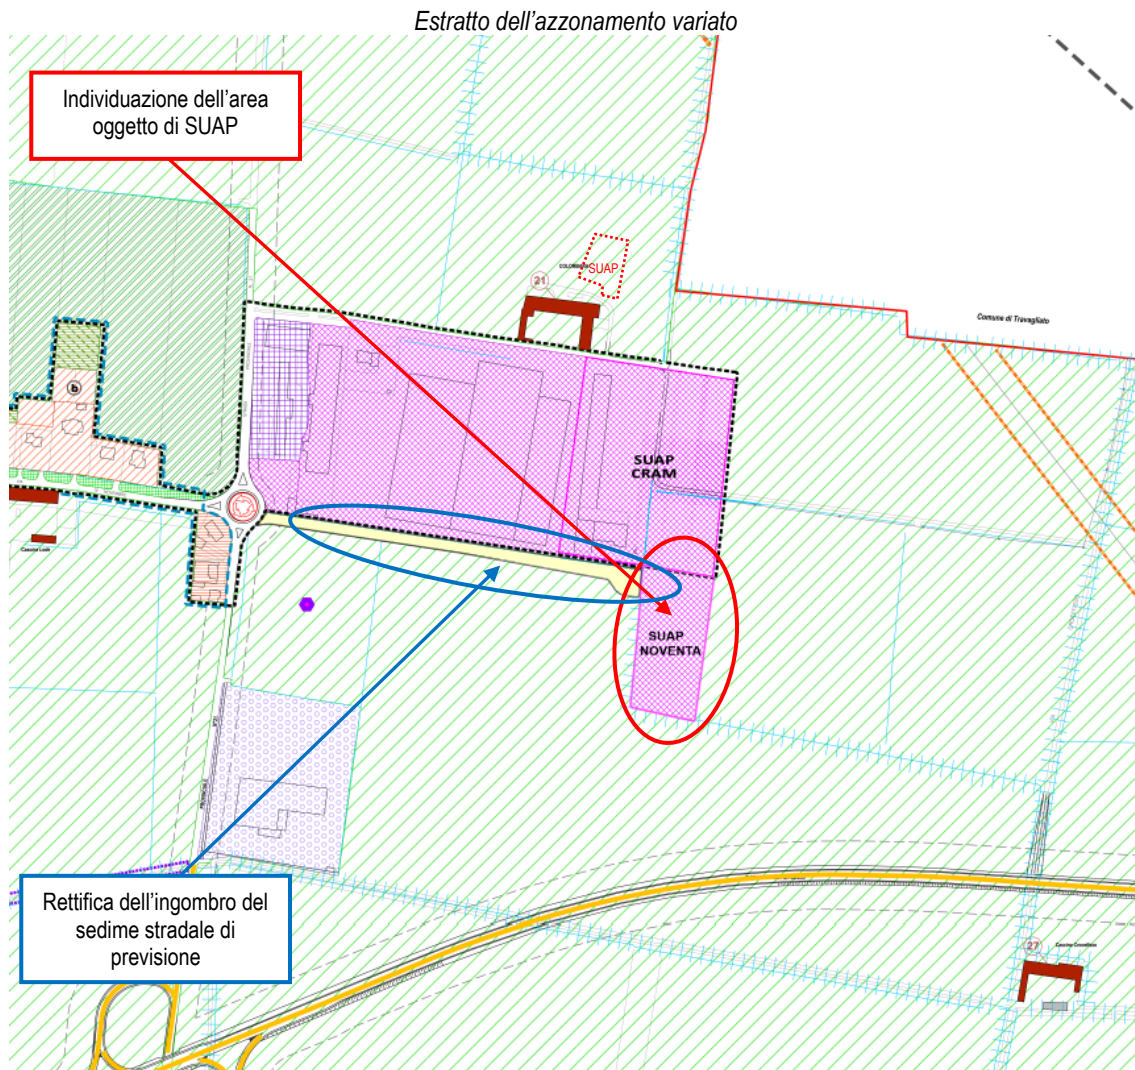 Estratto dell'azzonamento variato
Individuazione dell'area
oggetto di SUAP
SUAP
21
Comune di Travagliato
b
SUAP
CRAM
SUAP
NOVENTA
Rettifica dell'ingombro del
sedime stradale di
previsione
27